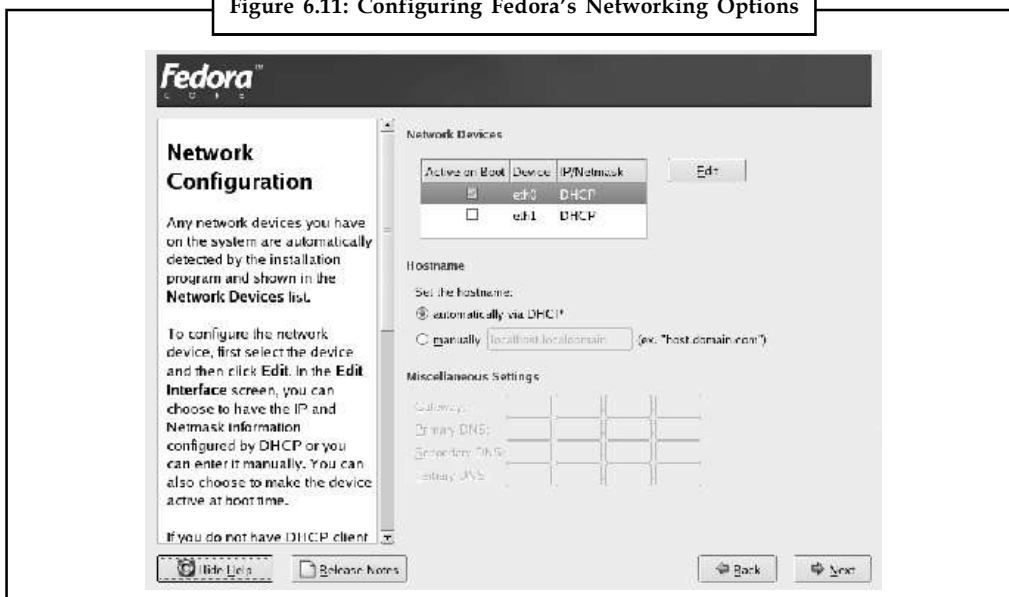 Figure 6.11: Configuring Fedora's Networking Options
Fedora™
CORE
Network
Configuration
Any network devices you have
on the system are automatically
detected by the installation
program and shown in the
Network Devices list.
To configure the network
device, first select the device
and then click Edit. In the Edit
Interface screen, you can
choose to have the IP and
Netmask information
configured by DHCP or you
can enter it manually. You can
also choose to make the device
active at boot time.
If you do not have DHCP client
Network Devices
Active on Boot Device IP/Netmask
eth0 DHCP
eth1 DHCP
Edit
Hostname
Set the hostname:
automatically via DHCP
manually localhost.localdomain (ex. "host.domain.com")
Miscellaneous Settings
Gateway:
Primary DNS:
Secondary DNS:
Tertiary DNS
Hide Help
Release Notes
Back
Next